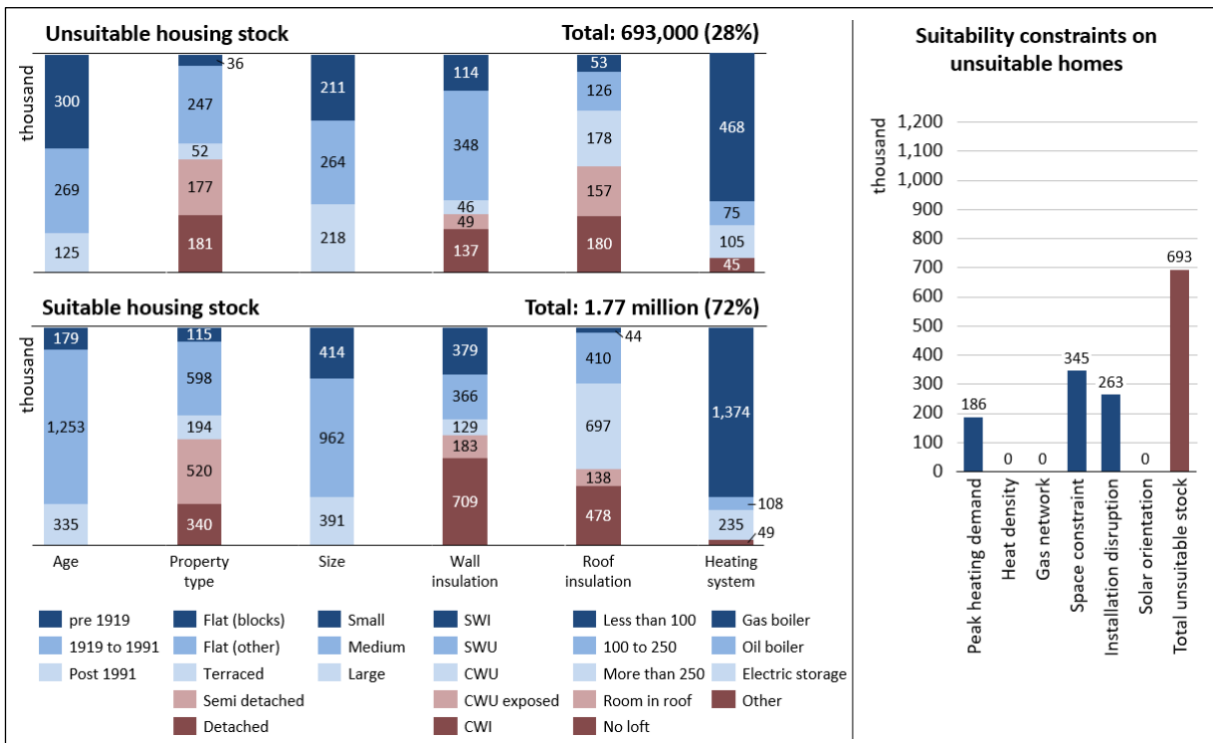 Unsuitable housing stock
Total: 693,000 (28%)
thousand
300
269
125
36
247
52
177
181
211
264
218
114
348
46
49
137
53
126
178
157
180
468
75
105
45
Suitable housing stock
Total: 1.77 million (72%)
thousand
179
1,253
335
115
598
194
520
340
414
962
391
379
366
129
183
709
44
410
697
138
478
1,374
108
235
49
Age
Property
type
Size
Wall
insulation
Roof
insulation
Heating
system
pre 1919
1919 to 1991
Post 1991
Flat (blocks)
Flat (other)
Terraced
Semi detached
Detached
Small
Medium
Large
SWI
SWU
CWU
CWU exposed
CWI
Less than 100
100 to 250
More than 250
Room in roof
No loft
Gas boiler
Oil boiler
Electric storage
Other
Suitability constraints on
unsuitable homes
thousand
1,200
1,100
1,000
900
800
700
600
500
400
300
200
100
0
186
0
0
345
263
0
693
Peak heating demand
Heat density
Gas network
Space constraint
Installation disruption
Solar orientation
Total unsuitable stock